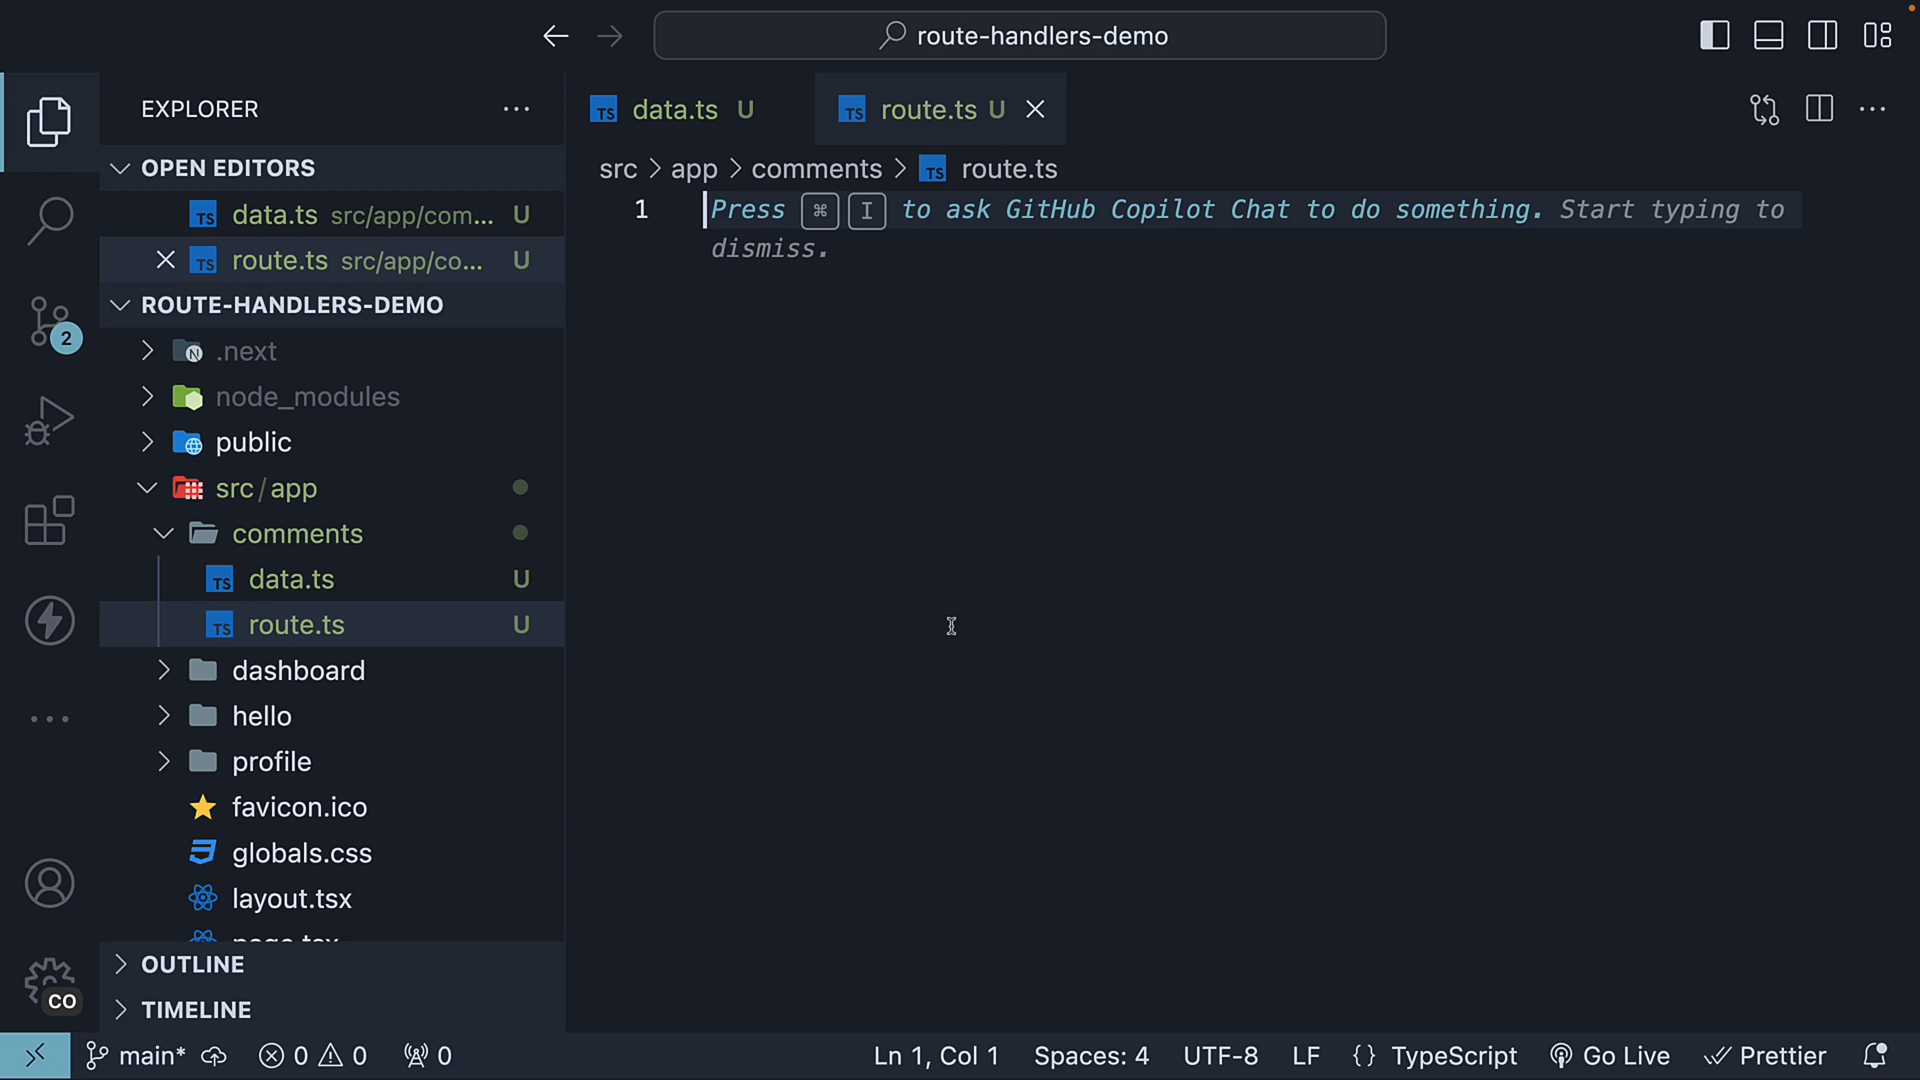 route-handlers-demo
EXPLORER
data.ts U
route.ts U
OPEN EDITORS
data.ts src/app/com... U
route.ts src/app/co... U
src > app > comments > route.ts
1
Press ⌘ I to ask GitHub Copilot Chat to do something. Start typing to
dismiss.
ROUTE-HANDLERS-DEMO
.next
node_modules
public
src / app
comments
data.ts U
route.ts U
dashboard
hello
profile
favicon.ico
globals.css
layout.tsx
page.tsx
OUTLINE
TIMELINE
2
CO
main* 0 0 0 Ln 1, Col 1 Spaces: 4 UTF-8 LF {} TypeScript Go Live Prettier